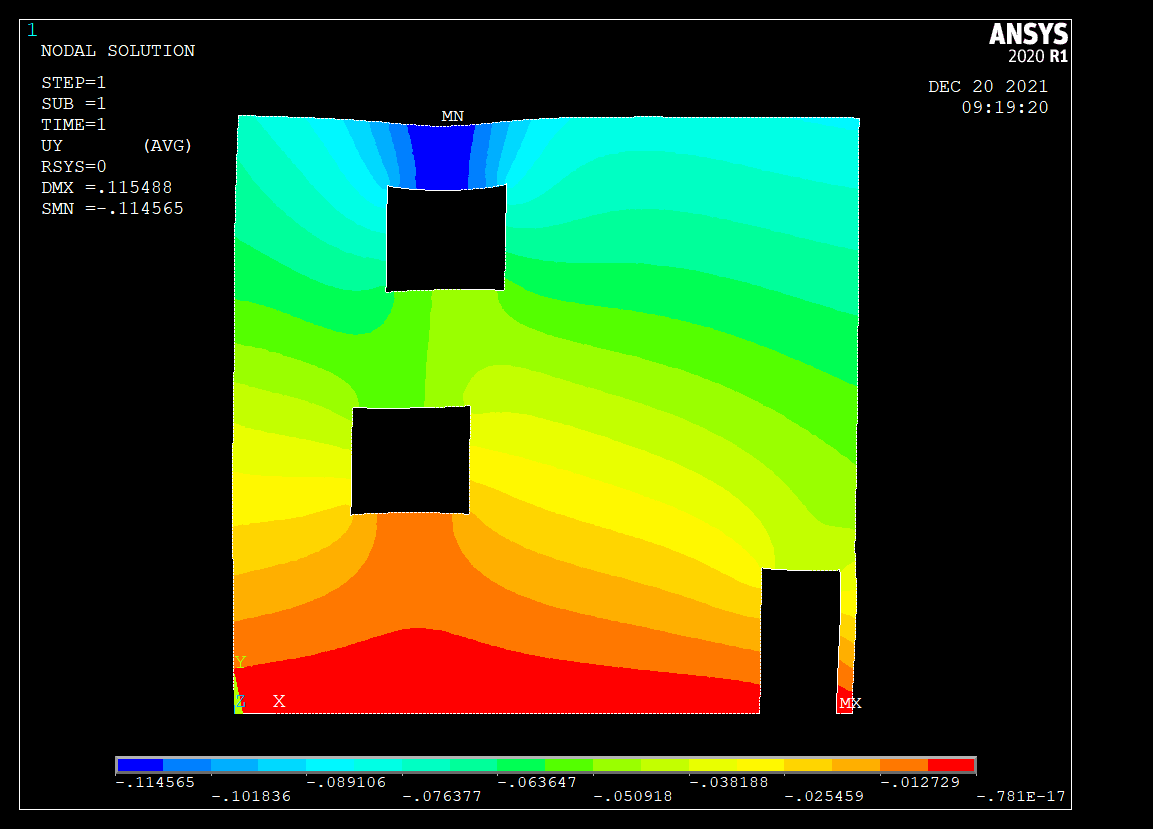 1
ANSYS
2020 R1
NODAL SOLUTION
STEP=1
SUB =1
TIME=1
UY (AVG)
RSYS=0
DMX =.115488
SMN =-.114565
DEC 20 2021
09:19:20
MN
Y
Z X
MX
-.114565 -.089106 -.063647 -.038188 -.012729
-.101836 -.076377 -.050918 -.025459 -.781E-17